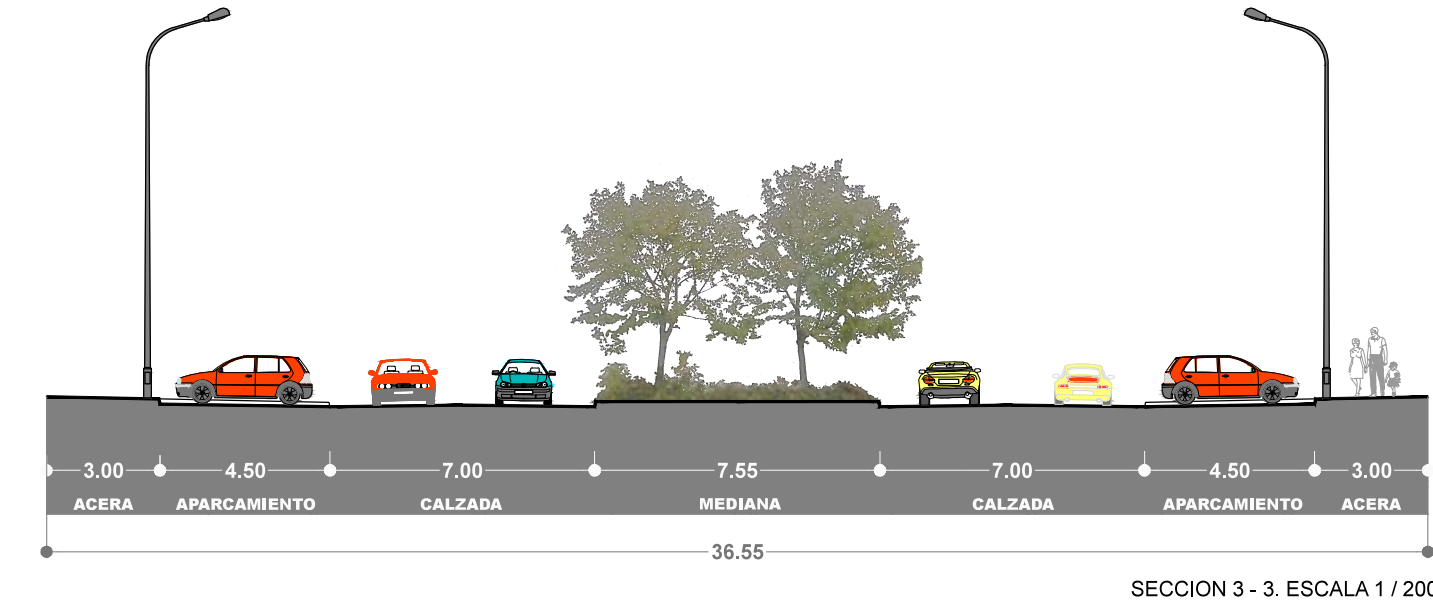 3.00 4.50 7.00 7.55 7.00 4.50 3.00
ACERA APARCAMIENTO CALZADA MEDIANA CALZADA APARCAMIENTO ACERA
36.55
SECCION 3 - 3. ESCALA 1 / 200